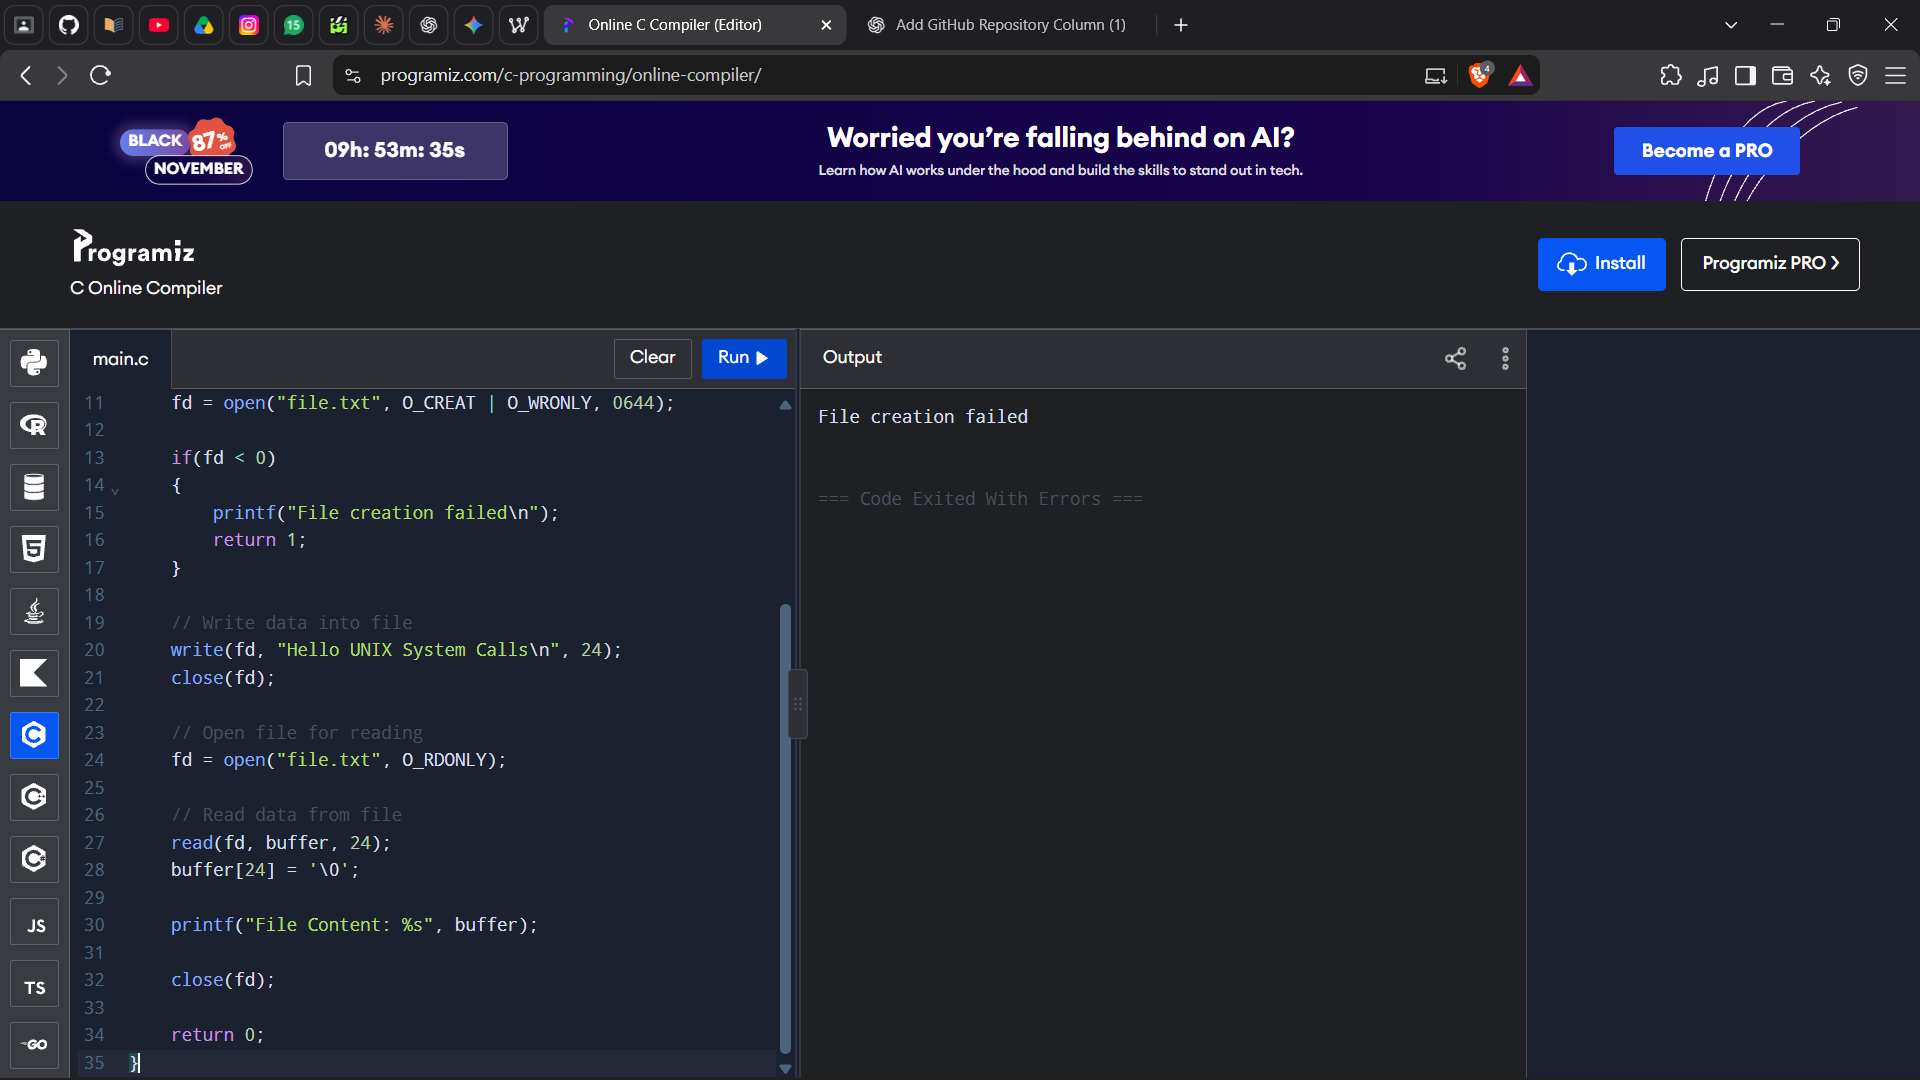 15
Online C Compiler (Editor)
Add GitHub Repository Column (1)
programiz.com/c-programming/online-compiler/
4
BLACK
87% OFF
NOVEMBER
09h: 53m: 35s
Worried you’re falling behind on AI?
Learn how AI works under the hood and build the skills to stand out in tech.
Become a PRO
Programiz
C Online Compiler
Install
Programiz PRO
main.c
Clear
Run
Output
11 fd = open("file.txt", O_CREAT | O_WRONLY, 0644);
12
13 if(fd < 0)
14 {
15 printf("File creation failed\n");
16 return 1;
17 }
18
19 // Write data into file
20 write(fd, "Hello UNIX System Calls\n", 24);
21 close(fd);
22
23 // Open file for reading
24 fd = open("file.txt", O_RDONLY);
25
26 // Read data from file
27 read(fd, buffer, 24);
28 buffer[24] = '\0';
29
30 printf("File Content: %s", buffer);
31
32 close(fd);
33
34 return 0;
35 }
File creation failed
=== Code Exited With Errors ===
JS
TS
GO